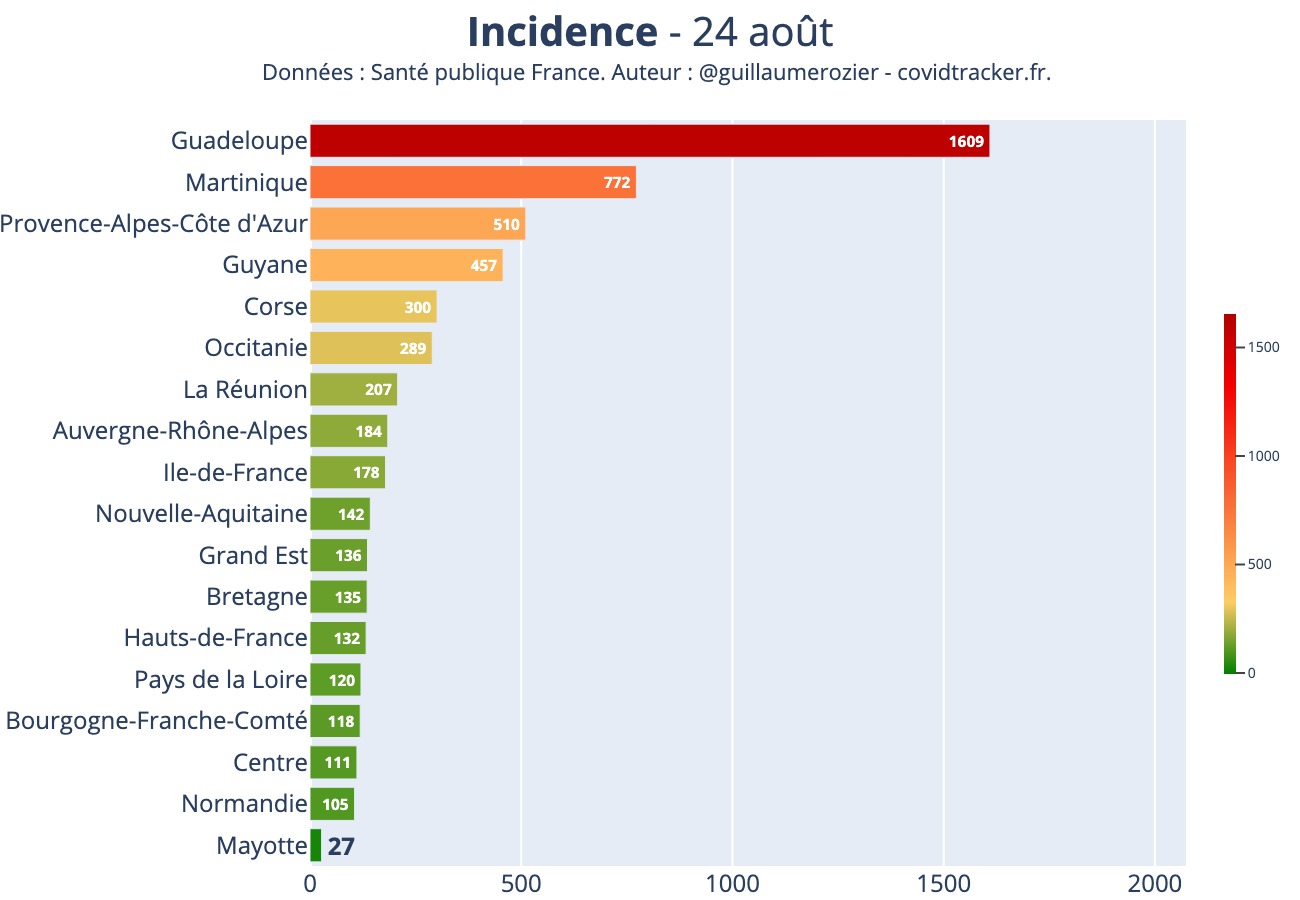 Incidence - 24 août
Données : Santé publique France. Auteur : @guillaumerozier - covidtracker.fr.
Guadeloupe 1609
Martinique 772
Provence-Alpes-Côte d'Azur 510
Guyane 457
Corse 300
Occitanie 289
La Réunion 207
Auvergne-Rhône-Alpes 184
Ile-de-France 178
Nouvelle-Aquitaine 142
Grand Est 136
Bretagne 135
Hauts-de-France 132
Pays de la Loire 120
Bourgogne-Franche-Comté 118
Centre 111
Normandie 105
Mayotte 27
0 500 1000 1500 2000
1500
1000
500
0